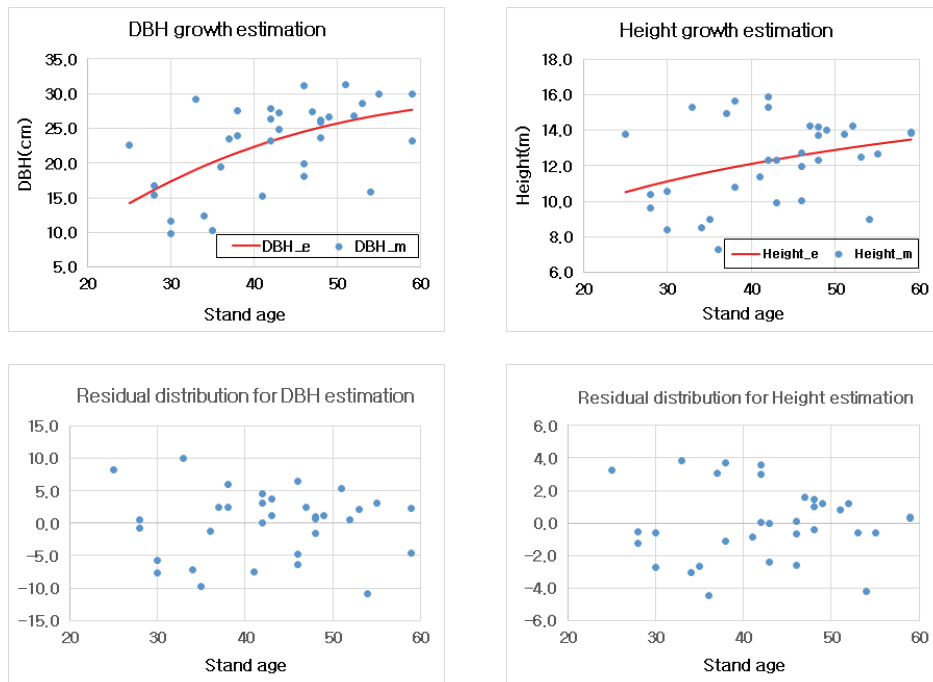 DBH growth estimation
35,0
30,0
25,0
20,0
15,0
10,0
5,0
DBH(cm)
20 30 40 50 60
Stand age
DBH_e DBH_m
Height growth estimation
18,0
16,0
14,0
12,0
10,0
8,0
6,0
Height(m)
20 30 40 50 60
Stand age
Height_e Height_m
Residual distribution for DBH estimation
15,0
10,0
5,0
0,0
-5,0
-10,0
-15,0
20 30 40 50 60
Stand age
Residual distribution for Height estimation
6,0
4,0
2,0
0,0
-2,0
-4,0
-6,0
20 30 40 50 60
Stand age